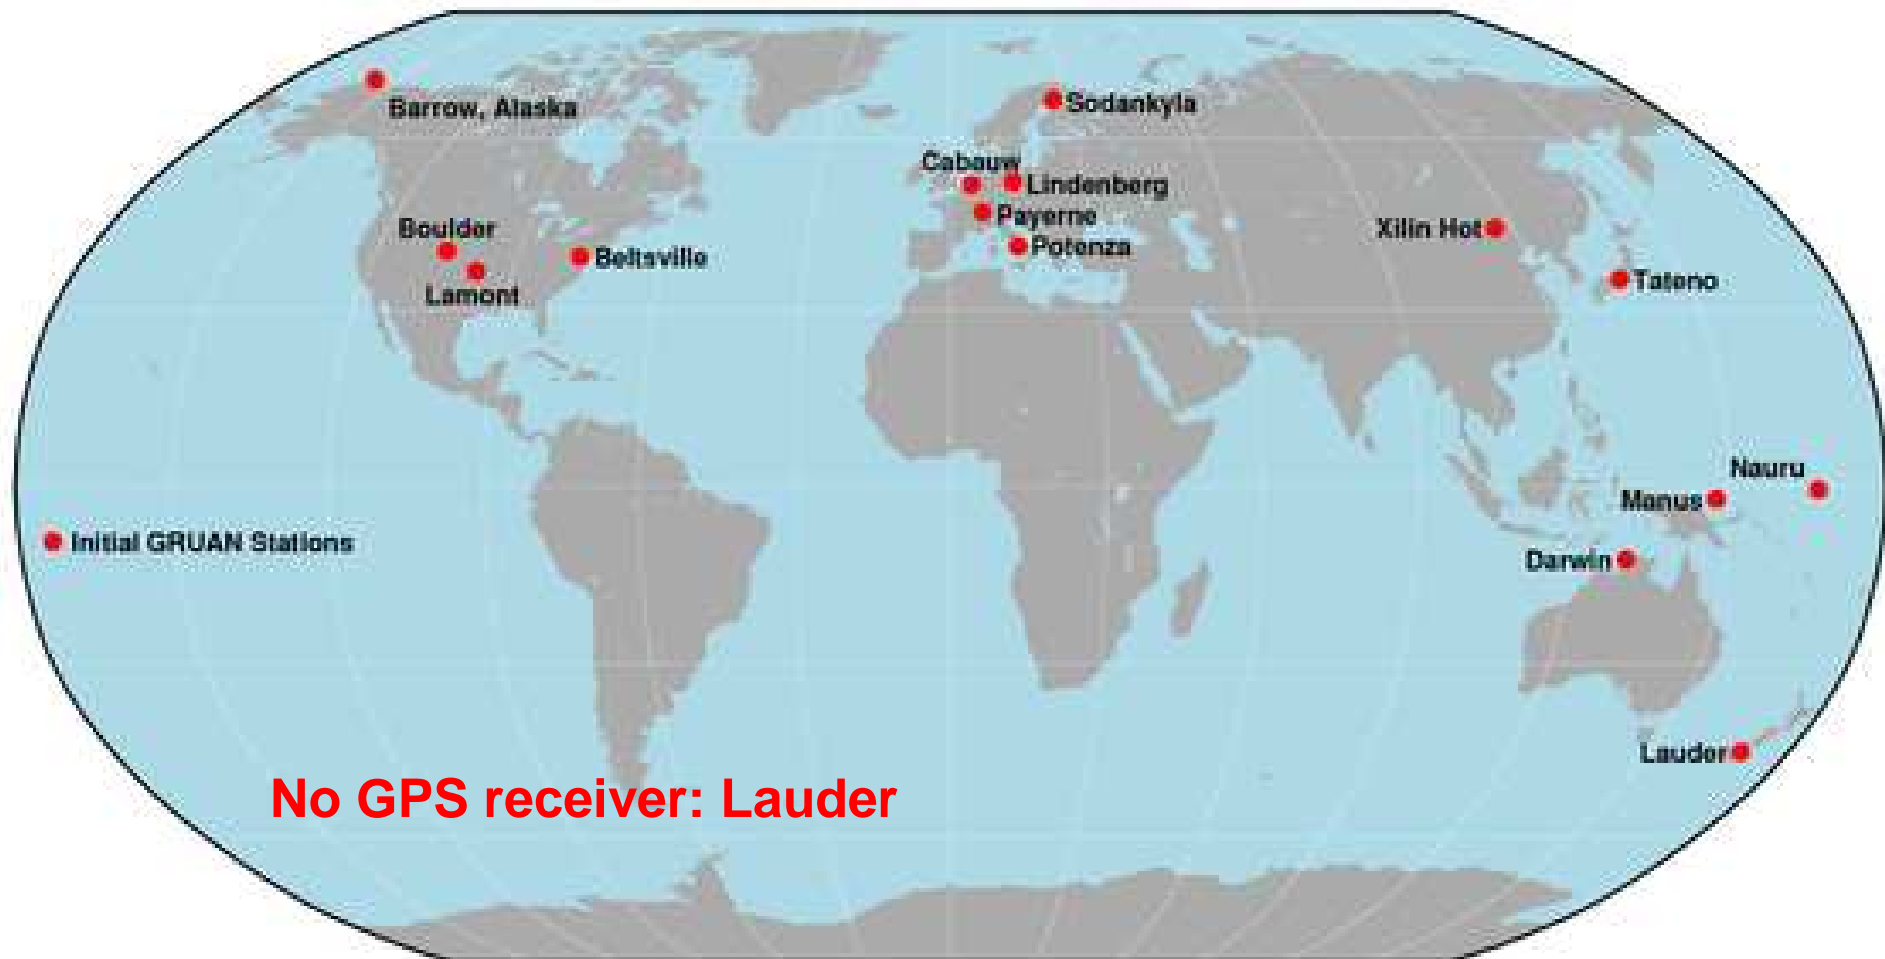 Barrow, Alaska
Sodankyla
Cabauw
Lindenberg
Payerne
Potenza
Boulder
Beltsville
Lamont
Xilin Hot
Tateno
Nauru
Manus
Initial GRUAN Stations
Darwin
Lauder
No GPS receiver: Lauder